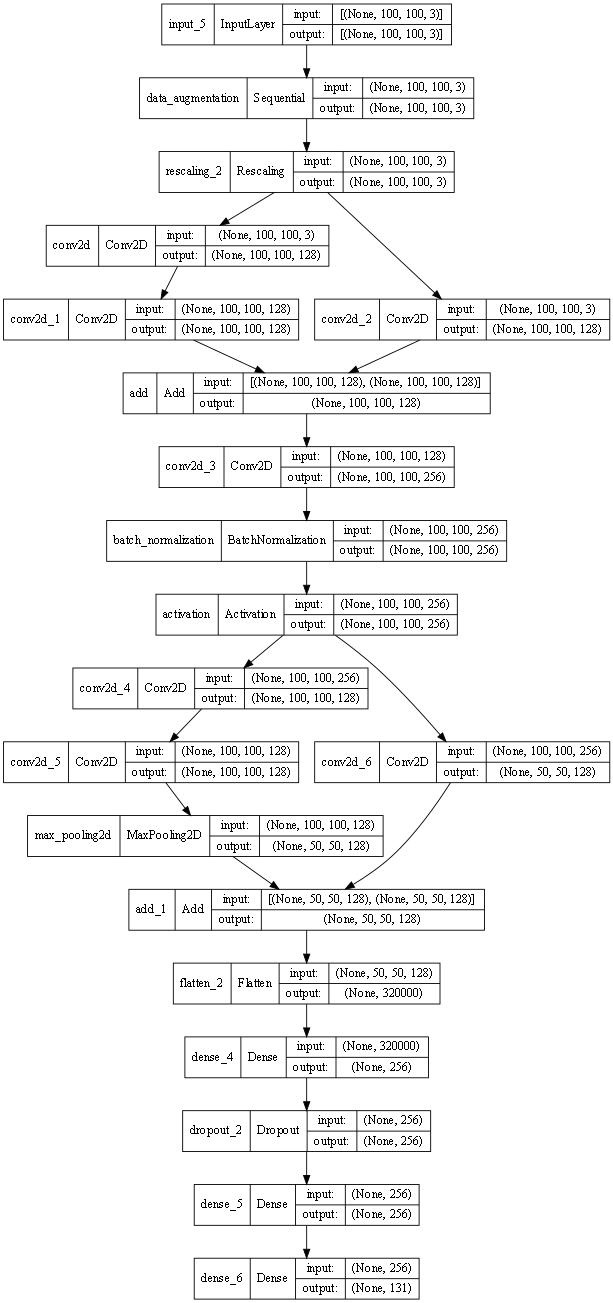 input_5 InputLayer input: [(None, 100, 100, 3)]
output: [(None, 100, 100, 3)]
data_augmentation Sequential input: (None, 100, 100, 3)
output: (None, 100, 100, 3)
rescaling_2 Rescaling input: (None, 100, 100, 3)
output: (None, 100, 100, 3)
conv2d Conv2D input: (None, 100, 100, 3)
output: (None, 100, 100, 128)
conv2d_1 Conv2D input: (None, 100, 100, 128)
output: (None, 100, 100, 128)
conv2d_2 Conv2D input: (None, 100, 100, 3)
output: (None, 100, 100, 128)
add Add input: [(None, 100, 100, 128), (None, 100, 100, 128)]
output: (None, 100, 100, 128)
conv2d_3 Conv2D input: (None, 100, 100, 128)
output: (None, 100, 100, 256)
batch_normalization BatchNormalization input: (None, 100, 100, 256)
output: (None, 100, 100, 256)
activation Activation input: (None, 100, 100, 256)
output: (None, 100, 100, 256)
conv2d_4 Conv2D input: (None, 100, 100, 256)
output: (None, 100, 100, 128)
conv2d_5 Conv2D input: (None, 100, 100, 128)
output: (None, 100, 100, 128)
conv2d_6 Conv2D input: (None, 100, 100, 256)
output: (None, 50, 50, 128)
max_pooling2d MaxPooling2D input: (None, 100, 100, 128)
output: (None, 50, 50, 128)
add_1 Add input: [(None, 50, 50, 128), (None, 50, 50, 128)]
output: (None, 50, 50, 128)
flatten_2 Flatten input: (None, 50, 50, 128)
output: (None, 320000)
dense_4 Dense input: (None, 320000)
output: (None, 256)
dropout_2 Dropout input: (None, 256)
output: (None, 256)
dense_5 Dense input: (None, 256)
output: (None, 256)
dense_6 Dense input: (None, 256)
output: (None, 131)